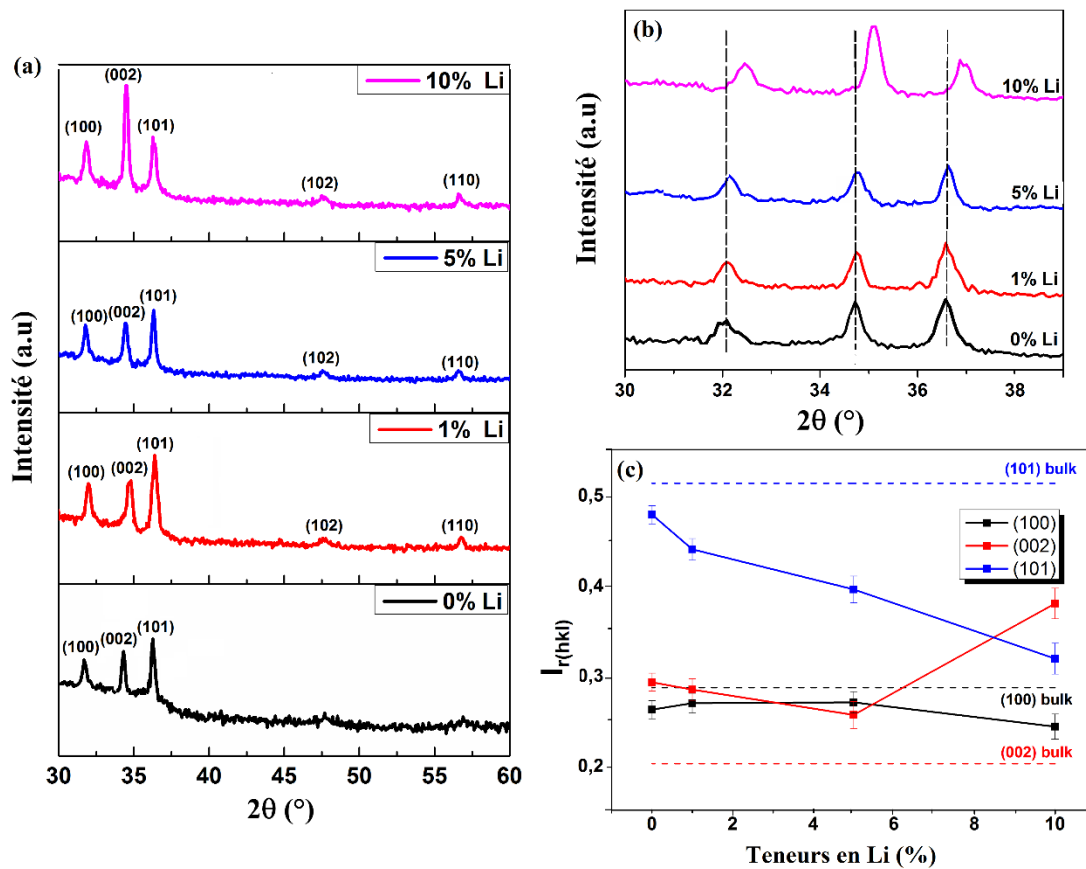 (a)
Intensité (a.u)
10% Li
(002)
(100)
(101)
(102)
(110)
5% Li
(101)
(100)
(002)
(102)
(110)
1% Li
(101)
(100)
(002)
(102)
(110)
0% Li
(101)
(002)
(100)
30 35 40 45 50 55 60
2θ (°)
(b)
Intensité (a.u)
10% Li
5% Li
1% Li
0% Li
30 32 34 36 38
2θ (°)
(c)
(101) bulk
(100)
(002)
(101)
(100) bulk
(002) bulk
Ir(hkl)
0,5
0,4
0,3
0,2
0 2 4 6 8 10
Teneurs en Li (%)